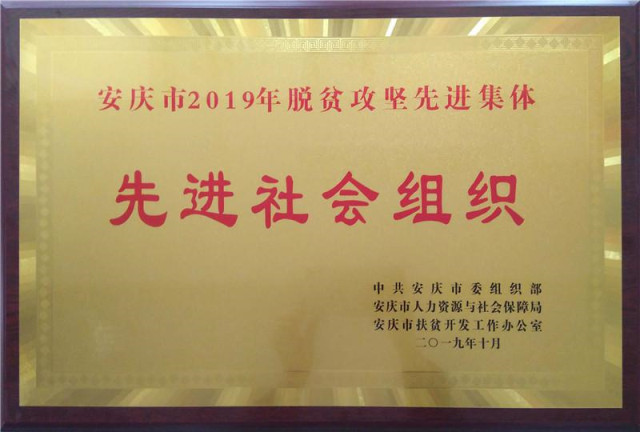 安庆市2019年脱贫攻坚先进集体
先进社会组织
中共安庆市委组织部
安庆市人力资源与社会保障局
安庆市扶贫开发工作办公室
二〇一九年十月